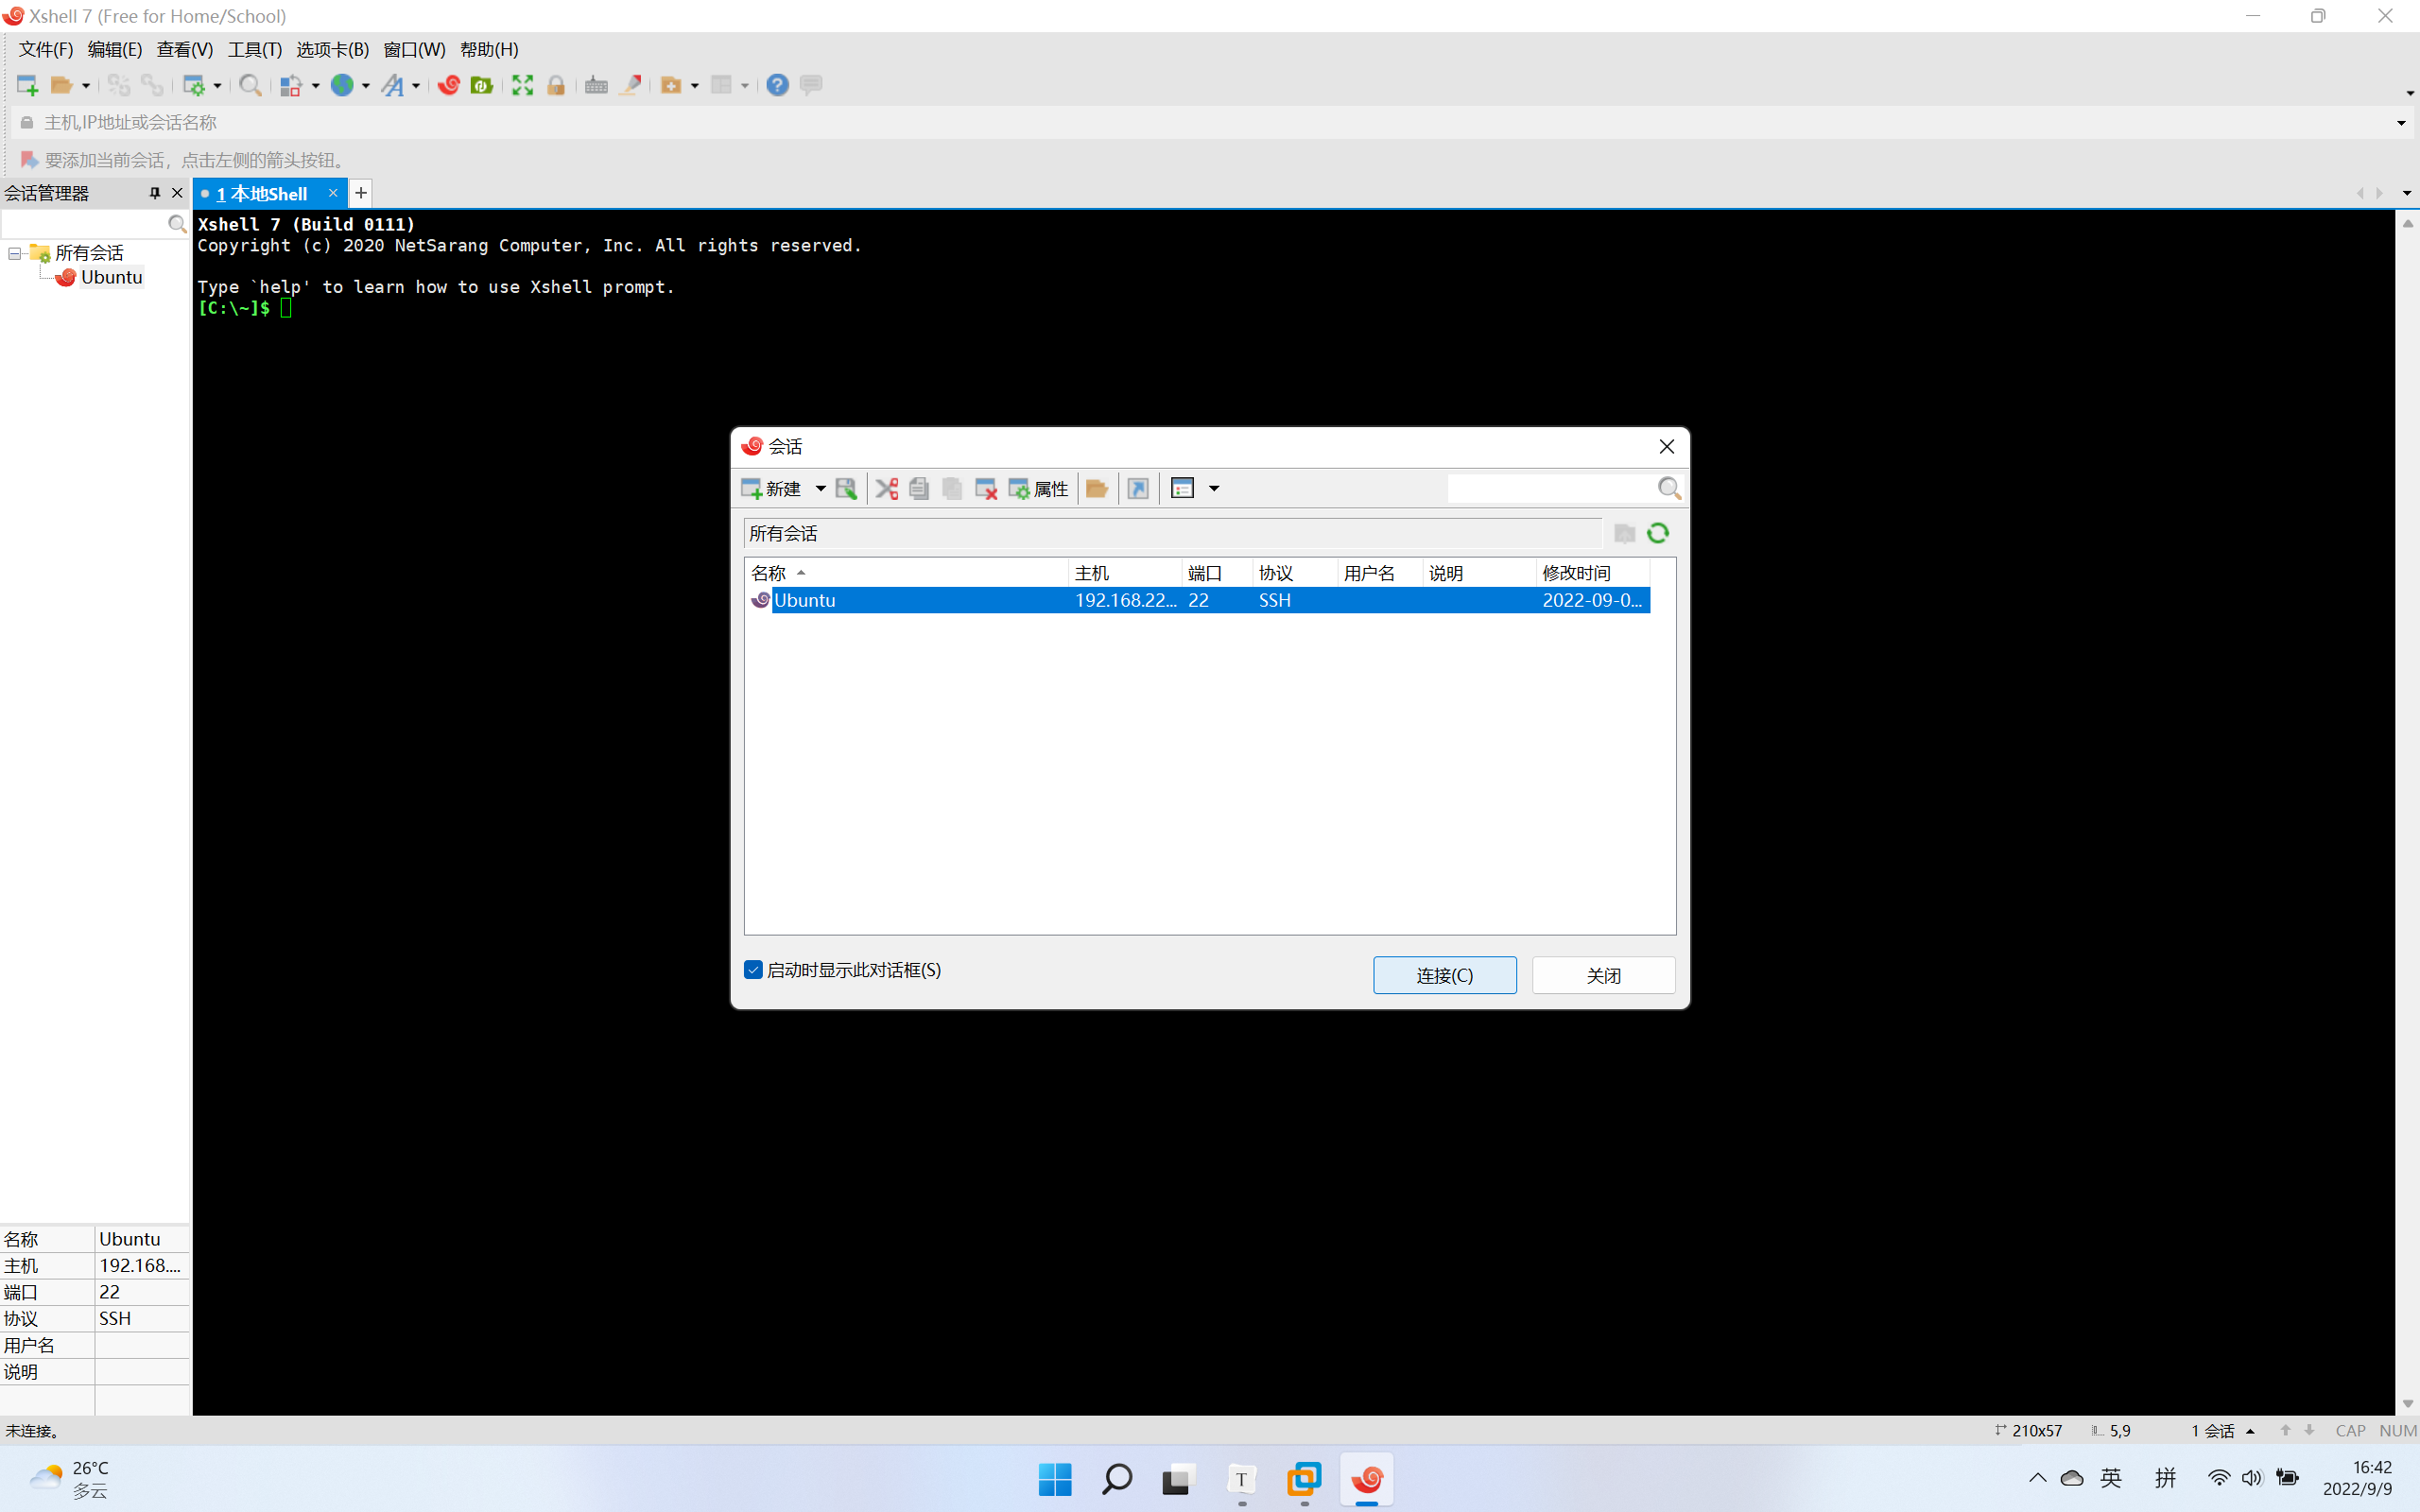 Xshell 7 (Free for Home/School)
文件(F) 编辑(E) 查看(V) 工具(T) 选项卡(B) 窗口(W) 帮助(H)
主机,IP地址或会话名称
要添加当前会话，点击左侧的箭头按钮。
会话管理器
1 本地Shell
所有会话
Ubuntu
Xshell 7 (Build 0111)
Copyright (c) 2020 NetSarang Computer, Inc. All rights reserved.
Type `help' to learn how to use Xshell prompt.
[C:\~]$
会话
新建 属性
所有会话
名称 主机 端口 协议 用户名 说明 修改时间
Ubuntu 192.168.22... 22 SSH 2022-09-0...
启动时显示此对话框(S)
连接(C) 关闭
名称 Ubuntu
主机 192.168....
端口 22
协议 SSH
用户名
说明
未连接。
210x57 5,9 1 会话 CAP NUM
26°C
多云
T
英 拼
16:42
2022/9/9